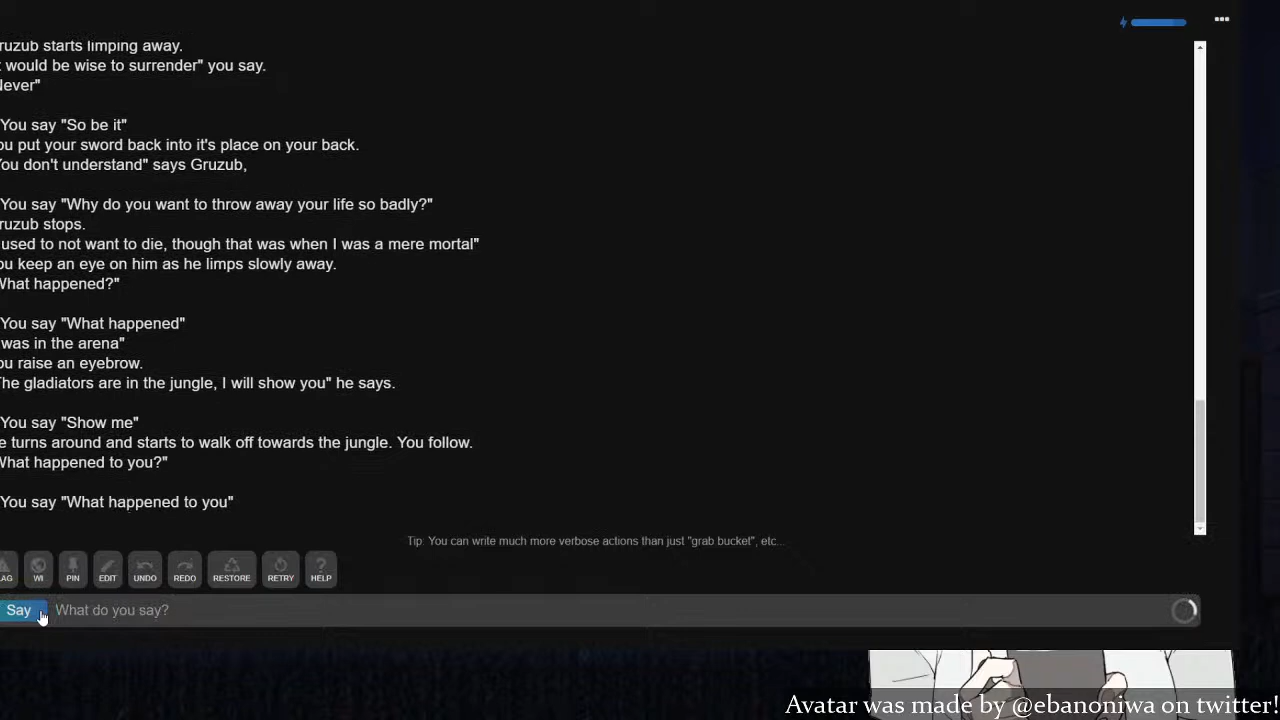 ruzub starts limping away.
t would be wise to surrender" you say.
Never"
You say "So be it"
ou put your sword back into it's place on your back.
You don't understand" says Gruzub,
You say "Why do you want to throw away your life so badly?"
ruzub stops.
used to not want to die, though that was when I was a mere mortal"
ou keep an eye on him as he limps slowly away.
What happened?"
You say "What happened"
was in the arena"
ou raise an eyebrow.
The gladiators are in the jungle, I will show you" he says.
You say "Show me"
e turns around and starts to walk off towards the jungle. You follow.
What happened to you?"
You say "What happened to you"
Tip: You can write much more verbose actions than just "grab bucket", etc...
LAG WI PIN EDIT UNDO REDO RESTORE RETRY HELP
Say What do you say?
Avatar was made by @ebanoniwa on twitter!